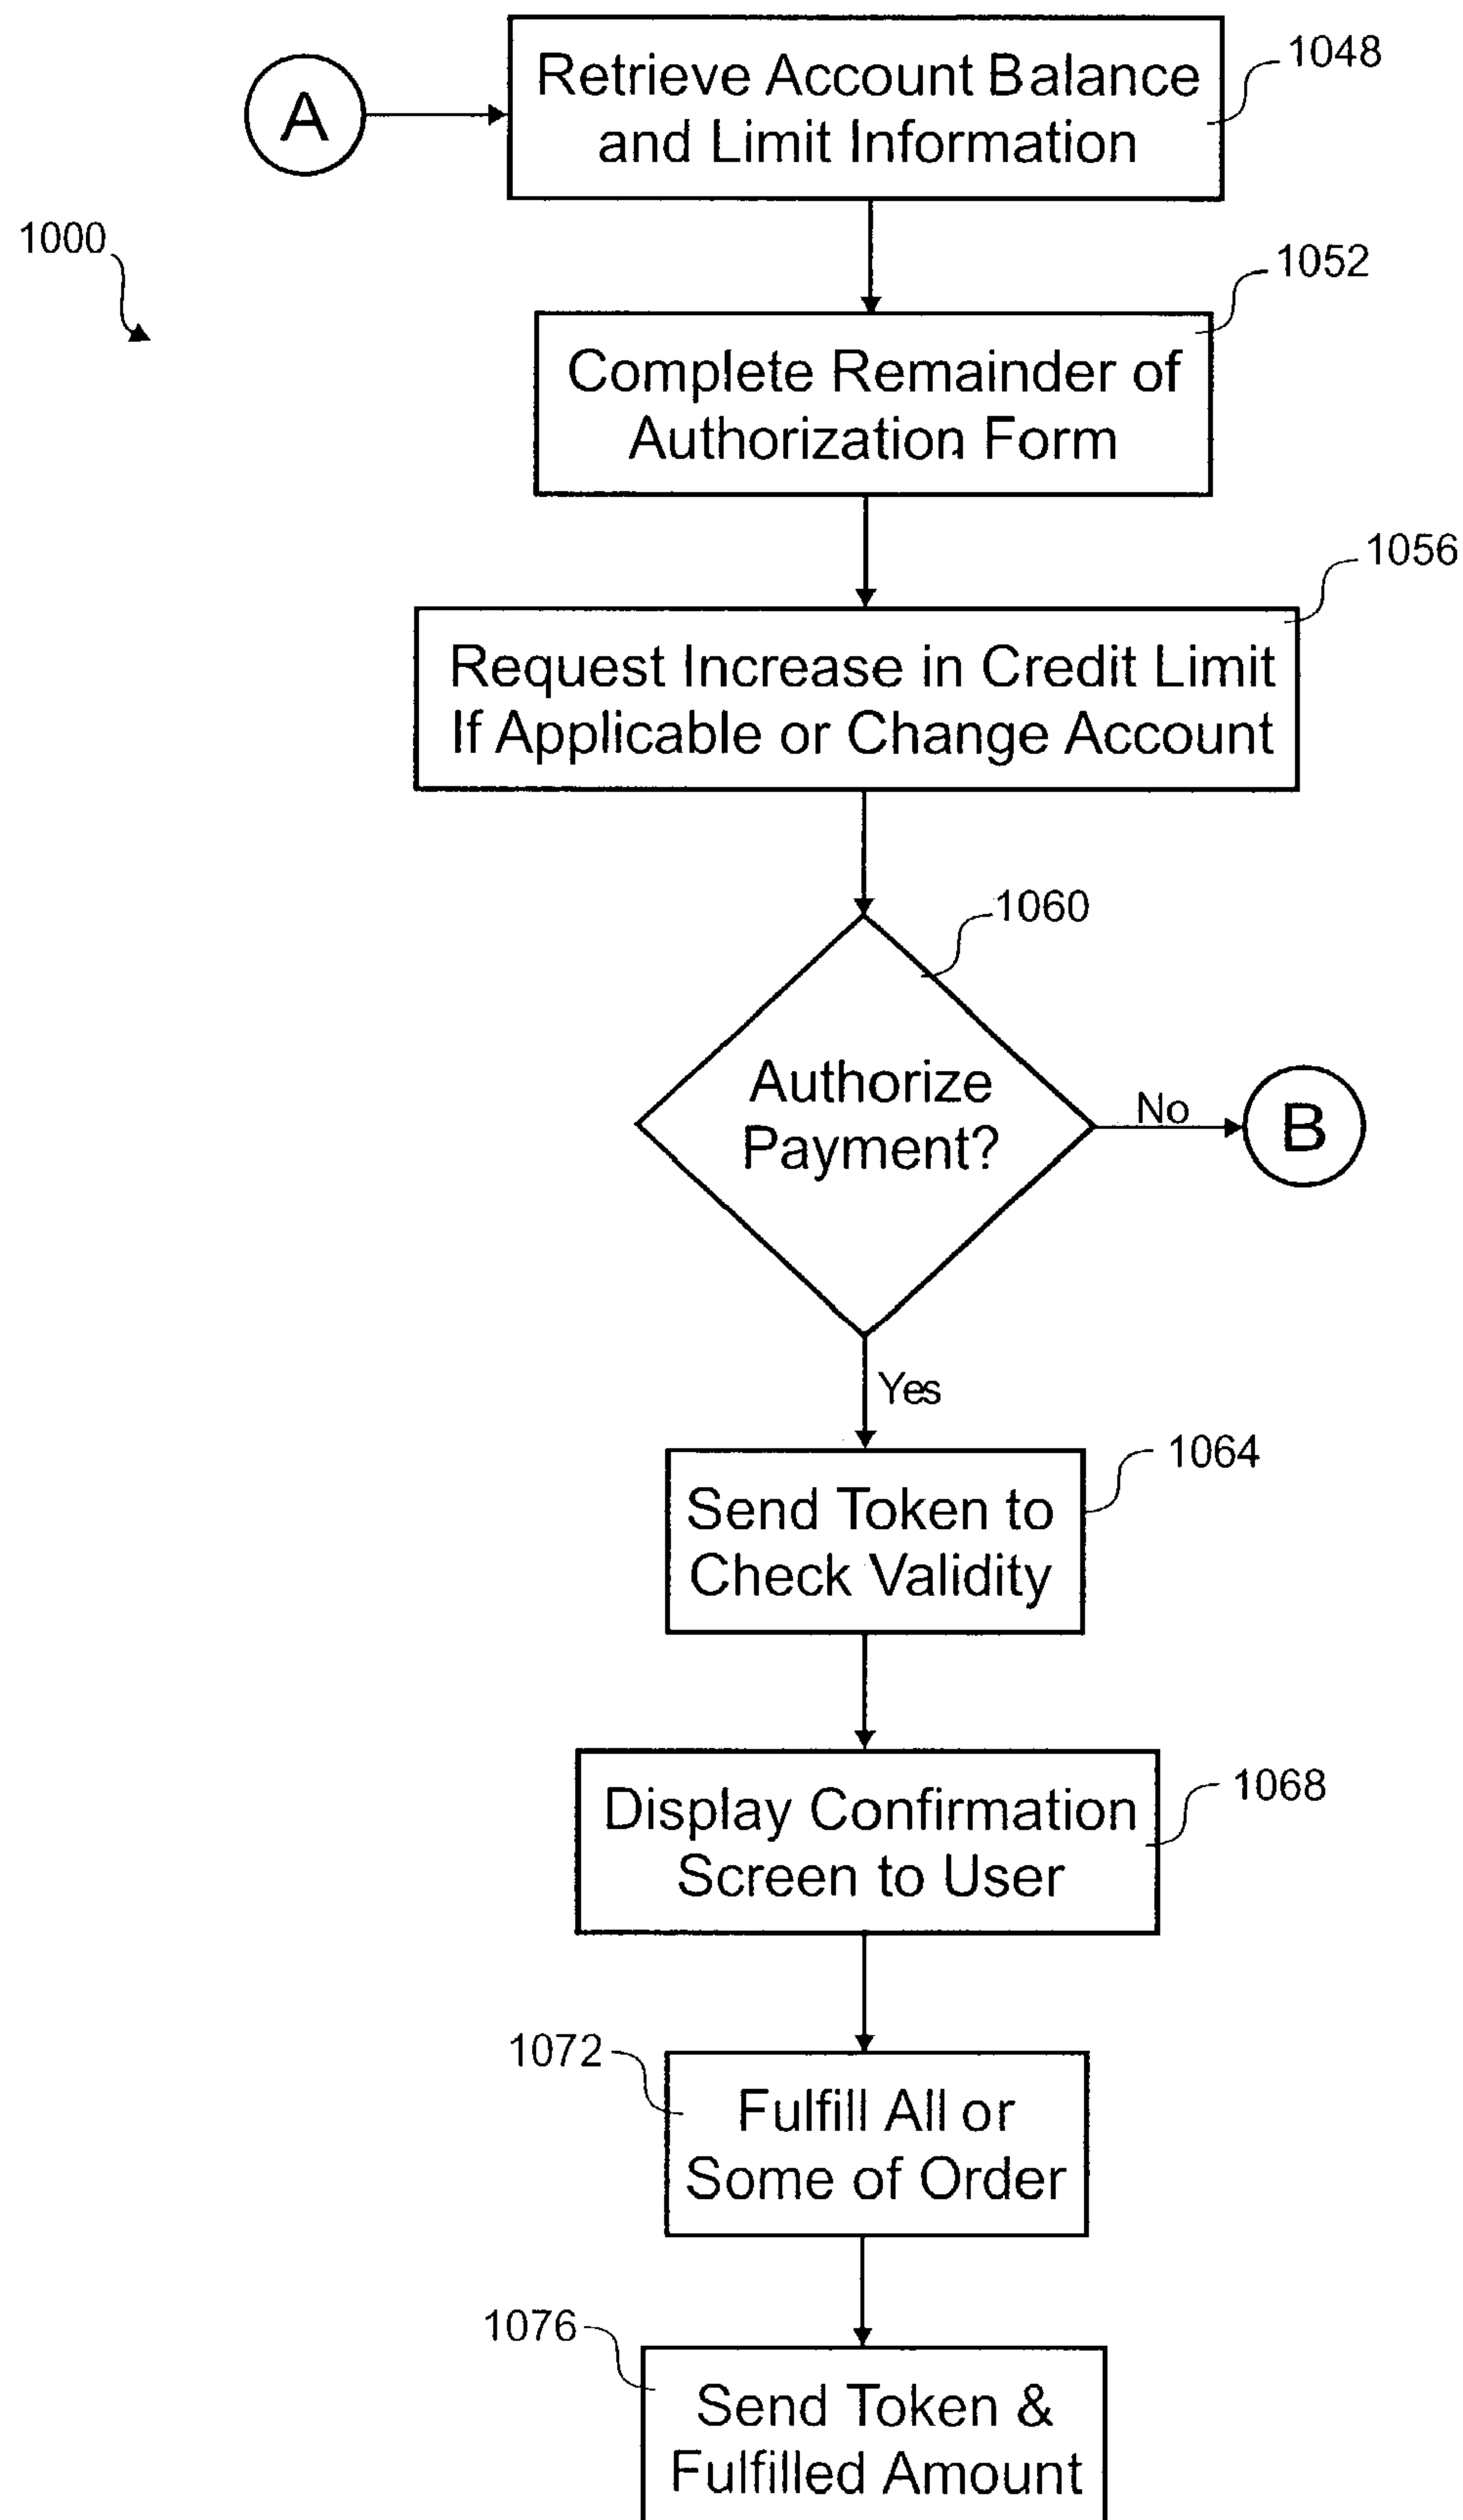 A
Retrieve Account Balance
and Limit Information
1048
1000
1052
Complete Remainder of
Authorization Form
1056
Request Increase in Credit Limit
If Applicable or Change Account
1060
Authorize
Payment?
No
B
Yes
1064
Send Token to
Check Validity
1068
Display Confirmation
Screen to User
1072
Fulfill All or
Some of Order
1076
Send Token &
Fulfilled Amount